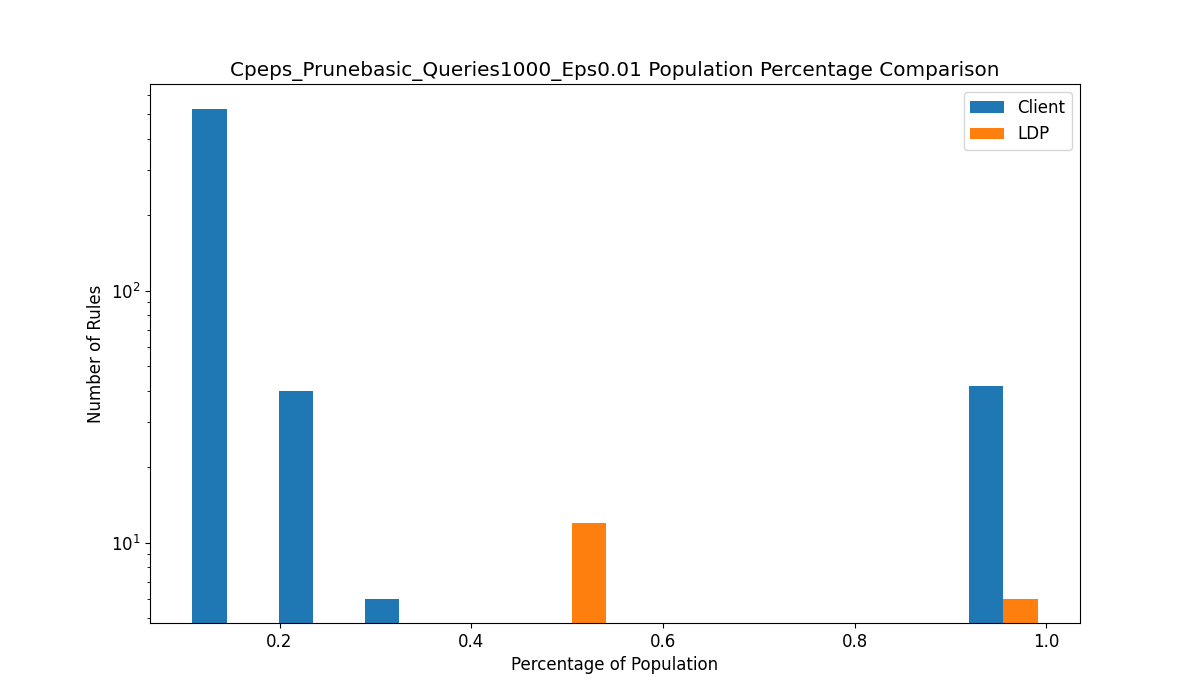 Cpeps_Prunebasic_Queries1000_Eps0.01 Population Percentage Comparison
Client
LDP
Number of Rules
10²
10¹
0.2 0.4 0.6 0.8 1.0
Percentage of Population